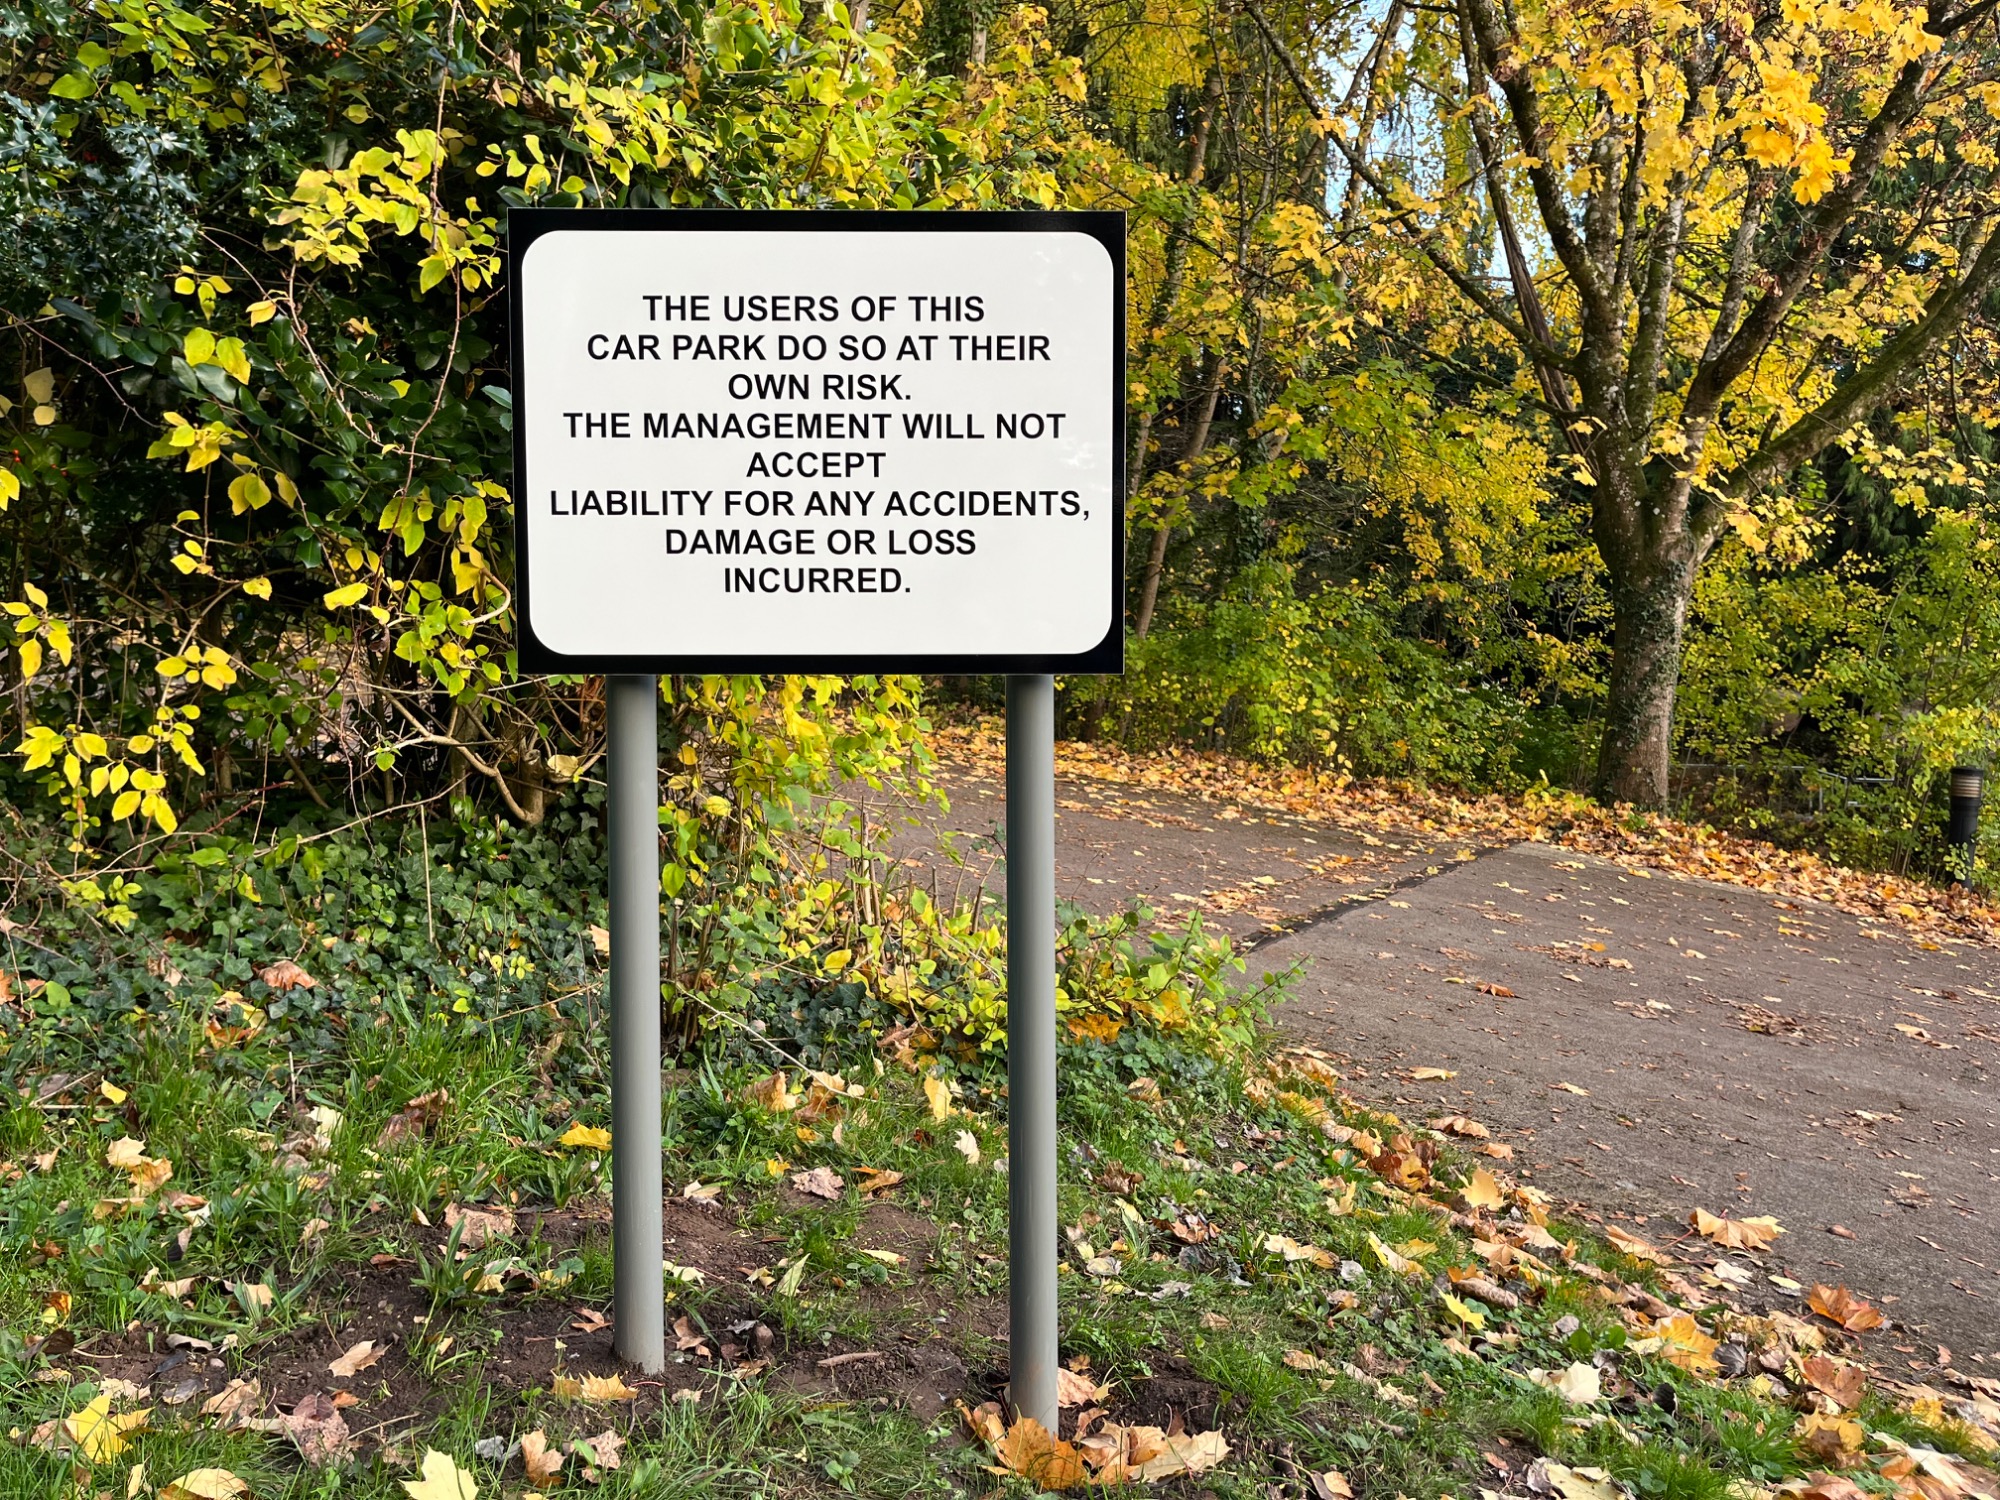 THE USERS OF THIS
CAR PARK DO SO AT THEIR
OWN RISK.
THE MANAGEMENT WILL NOT
ACCEPT
LIABILITY FOR ANY ACCIDENTS,
DAMAGE OR LOSS
INCURRED.